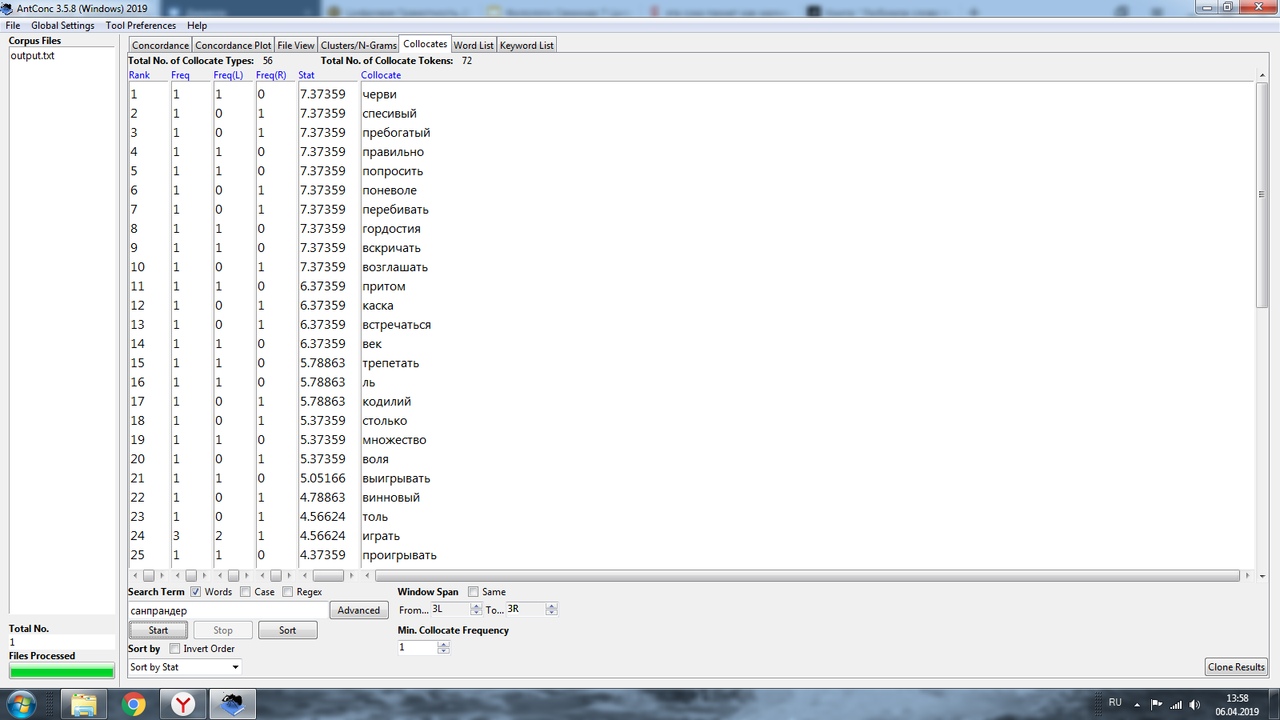 AntConc 3.5.8 (Windows) 2019
File Global Settings Tool Preferences Help
Corpus Files
output.txt
Concordance Concordance Plot File View Clusters/N-Grams Collocates Word List Keyword List
Total No. of Collocate Types: 56 Total No. of Collocate Tokens: 72
Rank Freq Freq(L) Freq(R) Stat Collocate
1 1 1 0 7.37359 черви
2 1 0 1 7.37359 спесивый
3 1 0 1 7.37359 пребогатый
4 1 1 0 7.37359 правильно
5 1 1 0 7.37359 попросить
6 1 0 1 7.37359 поневоле
7 1 0 1 7.37359 перебивать
8 1 1 0 7.37359 гордостия
9 1 1 0 7.37359 вскричать
10 1 0 1 7.37359 возглашать
11 1 1 0 6.37359 притом
12 1 0 1 6.37359 каска
13 1 0 1 6.37359 встречаться
14 1 1 0 6.37359 век
15 1 1 0 5.78863 трепетать
16 1 1 0 5.78863 ль
17 1 0 1 5.78863 кодилий
18 1 0 1 5.37359 столько
19 1 1 0 5.37359 множество
20 1 0 1 5.37359 воля
21 1 1 0 5.05166 выигрывать
22 1 0 1 4.78863 винновый
23 1 0 1 4.56624 толь
24 3 2 1 4.56624 играть
25 1 1 0 4.37359 проигрывать
Search Term Words Case Regex Window Span Same
санпрандер Advanced From... 3L To... 3R
Start Stop Sort Min. Collocate Frequency
Sort by Invert Order 1
Sort by Stat
Total No.
1
Files Processed
Clone Results
RU 13:58
06.04.2019